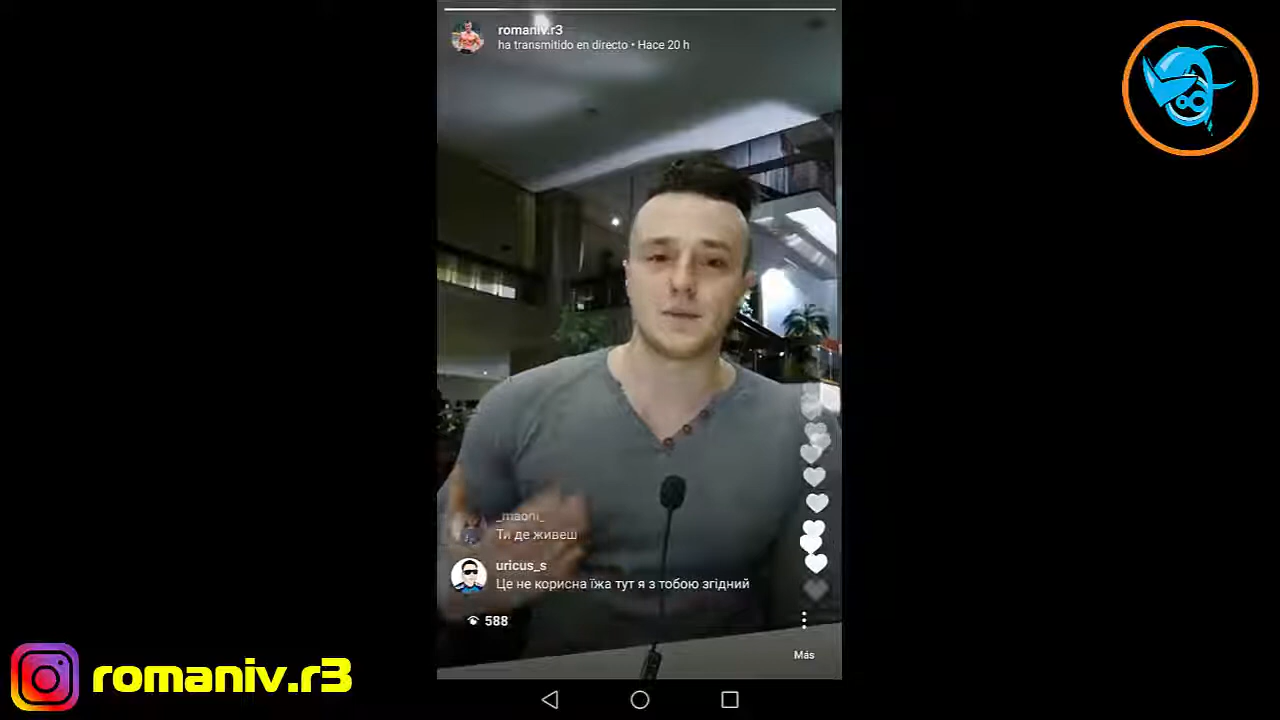 romaniv.r3
ha transmitido en directo • Hace 20 h
_maoni_
Ти де живеш
uricus_s
Це не корисна їжа тут я з тобою згідний
588
Más
romaniv.r3